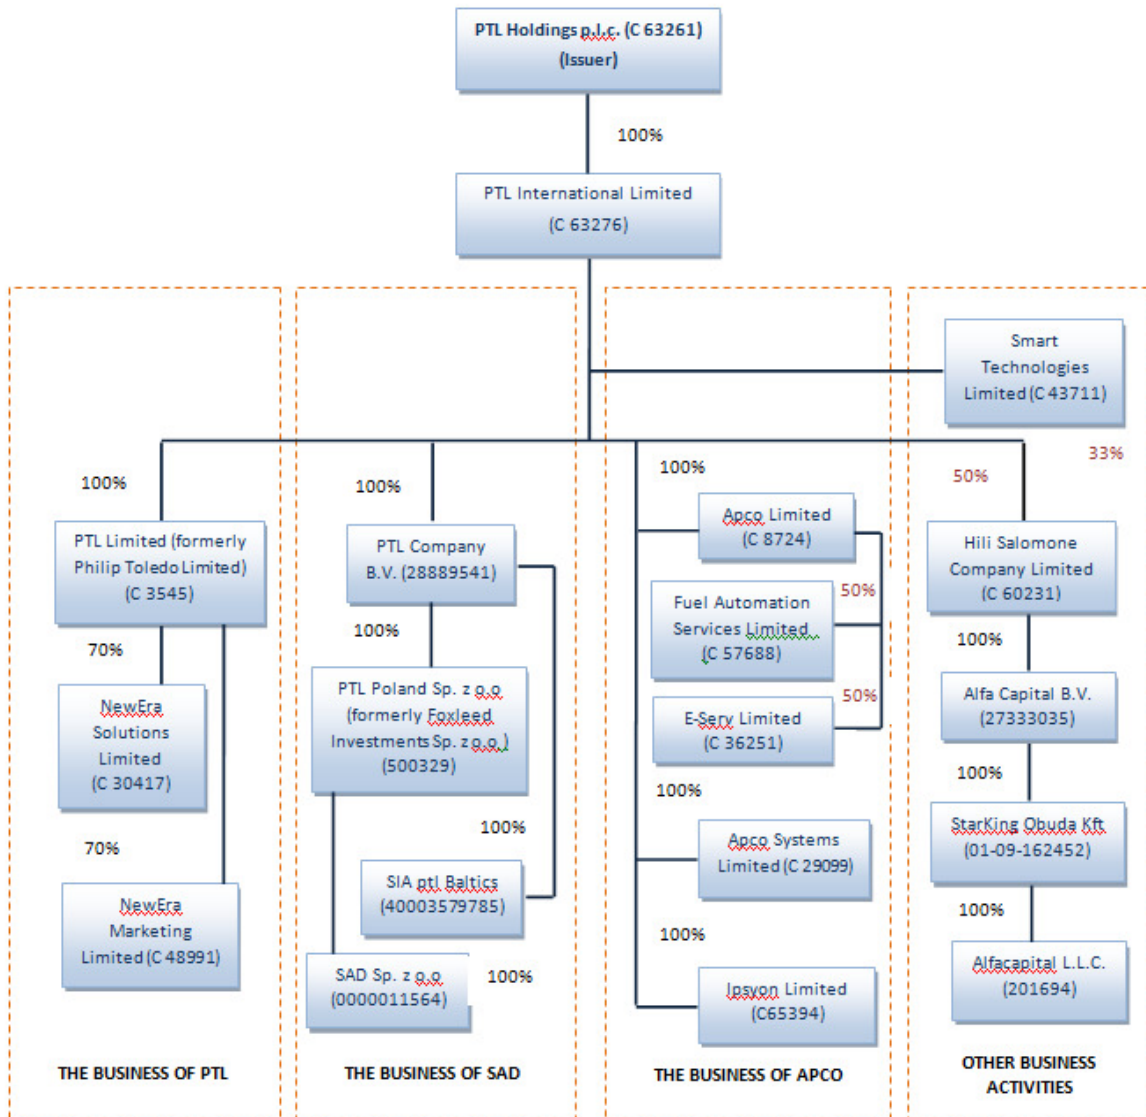 PTL Holdings p.l.c. (C 63261)
(Issuer)
100%
PTL International Limited
(C 63276)
Smart
Technologies
Limited (C 43711)
33%
100%
PTL Limited (formerly
Philip Toledo Limited)
(C 3545)
70%
NewEra
Solutions
Limited
(C 30417)
70%
NewEra
Marketing
Limited (C 48991)
THE BUSINESS OF PTL
100%
PTL Company
B.V. (28889541)
100%
PTL Poland Sp. z o.o
(formerly Foxleed
Investments Sp. z o.o.)
(500329)
100%
SIA ptl Baltics
(40003579785)
SAD Sp. z o.o
(0000011564)
100%
THE BUSINESS OF SAD
100%
Apco Limited
(C 8724)
50%
Fuel Automation
Services Limited
(C 57688)
50%
E-Serv Limited
(C 36251)
100%
Apco Systems
Limited (C 29099)
100%
Ipsyon Limited
(C65394)
THE BUSINESS OF APCO
50%
Hili Salomone
Company Limited
(C 60231)
100%
Alfa Capital B.V.
(27333035)
100%
StarKing Obuda Kft
(01-09-162452)
100%
Alfacapital L.L.C.
(201694)
OTHER BUSINESS
ACTIVITIES